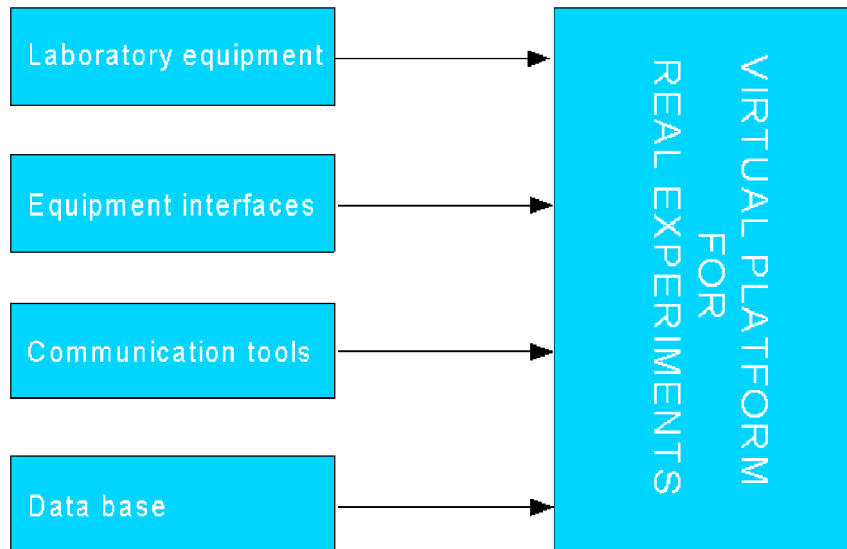 Laboratory equipment
Equipment interfaces
Communication tools
Data base
VIRTUAL PLATFORM
FOR
REAL EXPERIMENTS